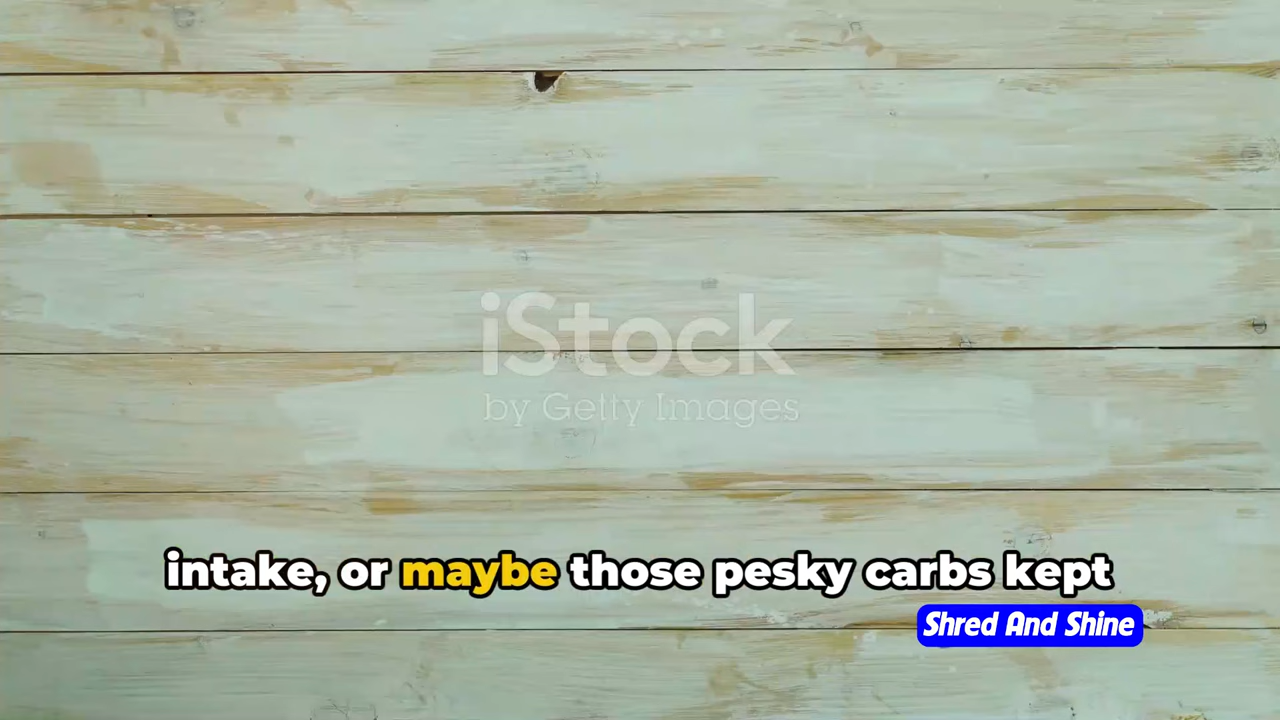 iStock
by Getty Images
intake, or maybe those pesky carbs kept
Shred And Shine